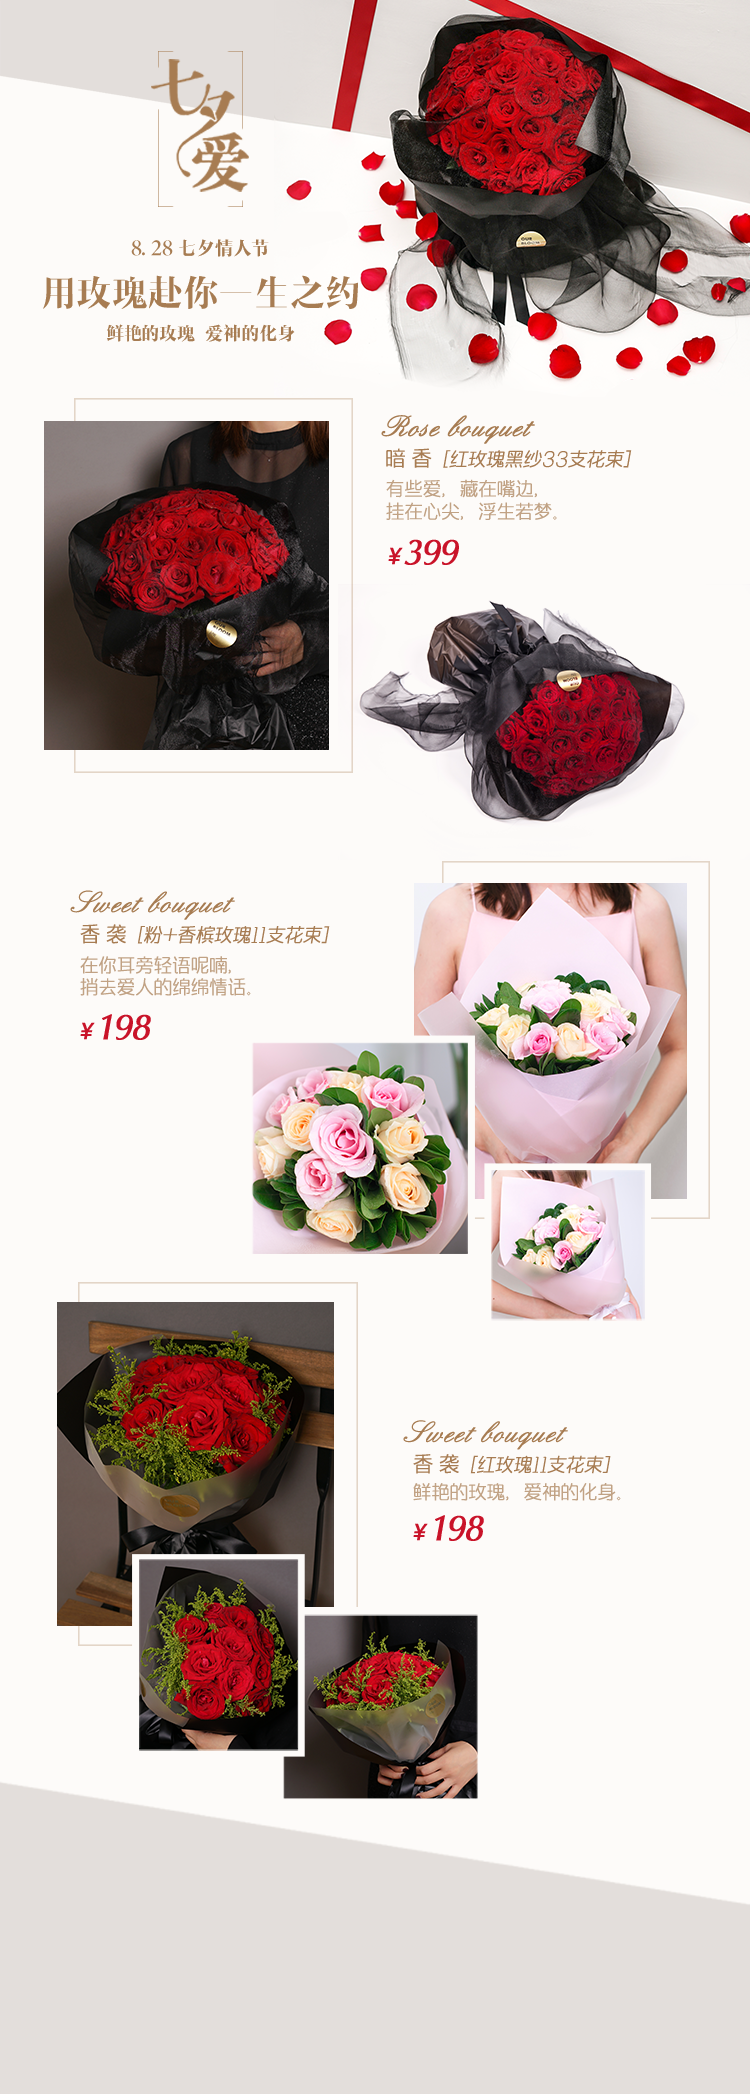 七夕爱
8.28 七夕情人节
用玫瑰赴你一生之约
鲜艳的玫瑰 爱神的化身
OUR
BLOOM
Rose bouquet
暗香 [红玫瑰黑纱33支花束]
有些爱，藏在嘴边，
挂在心尖，浮生若梦。
¥399
BLOOM
Sweet bouquet
香袭 [粉+香槟玫瑰11支花束]
在你耳旁轻语呢喃，
捎去爱人的绵绵情话。
¥198
Sweet bouquet
香袭 [红玫瑰11支花束]
鲜艳的玫瑰，爱神的化身。
¥198